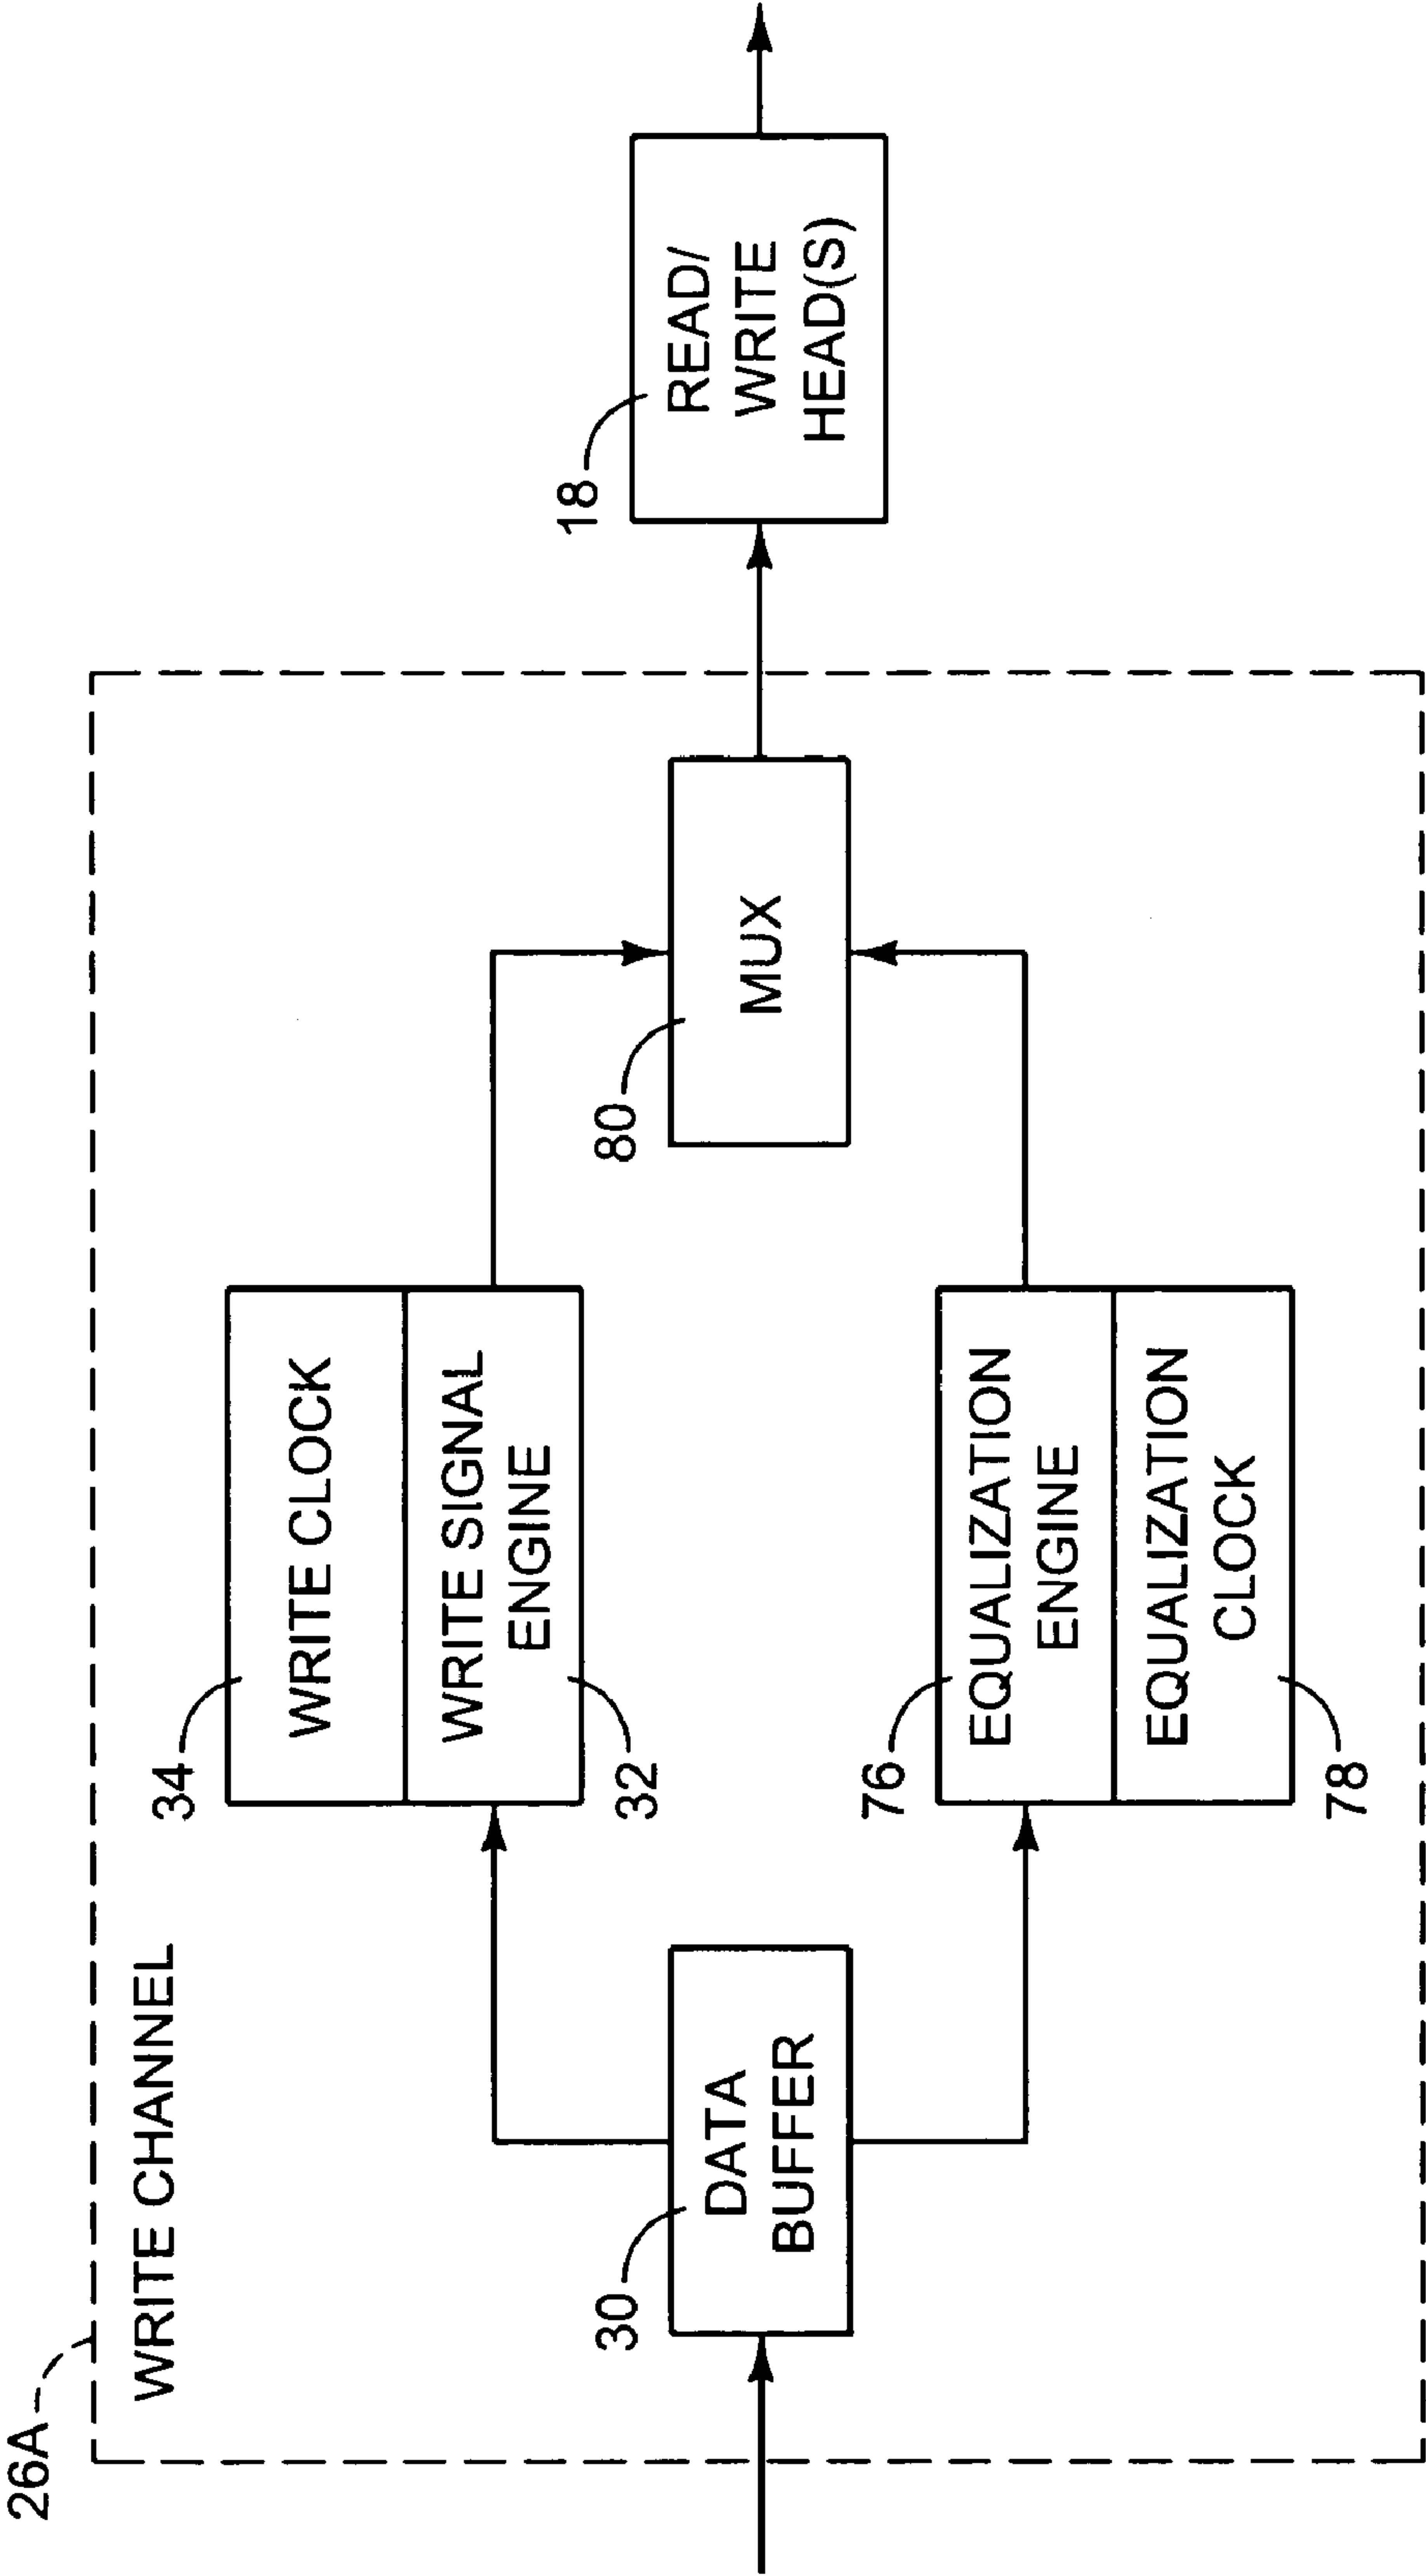 26A
WRITE CHANNEL
34
WRITE CLOCK
WRITE SIGNAL
ENGINE
32
30
DATA
BUFFER
80
MUX
18
READ/
WRITE
HEAD(S)
76
EQUALIZATION
ENGINE
EQUALIZATION
CLOCK
78